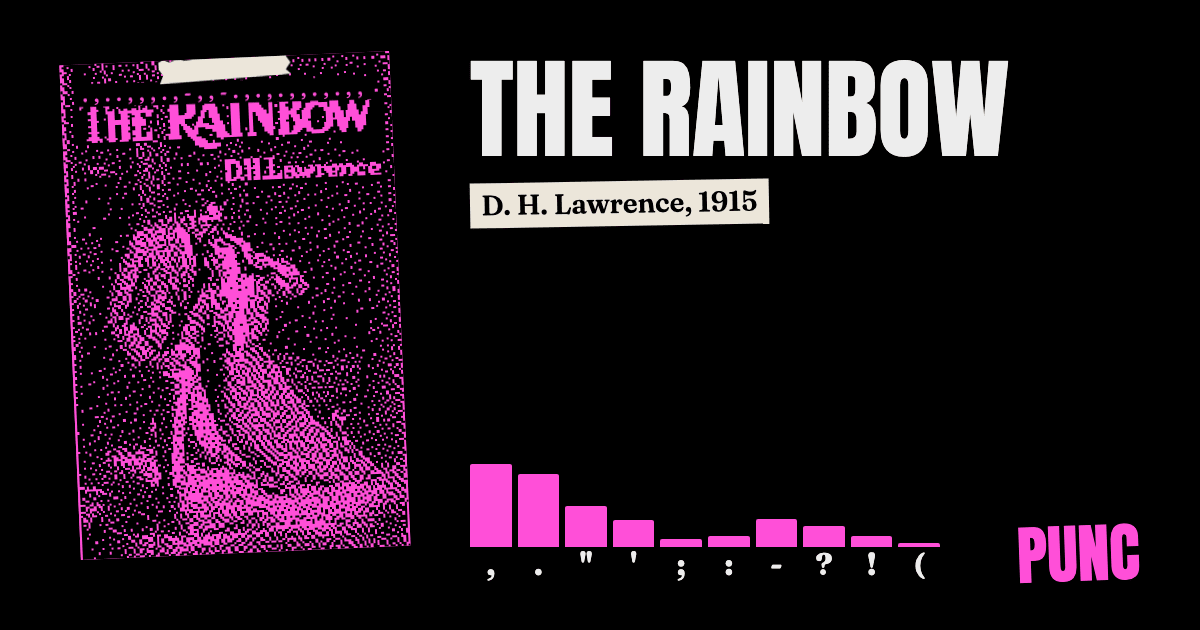 THE RAINBOW
D.H.Lawrence
THE RAINBOW
D. H. Lawrence, 1915
, . " ' ; : - ? ! (
PUNC